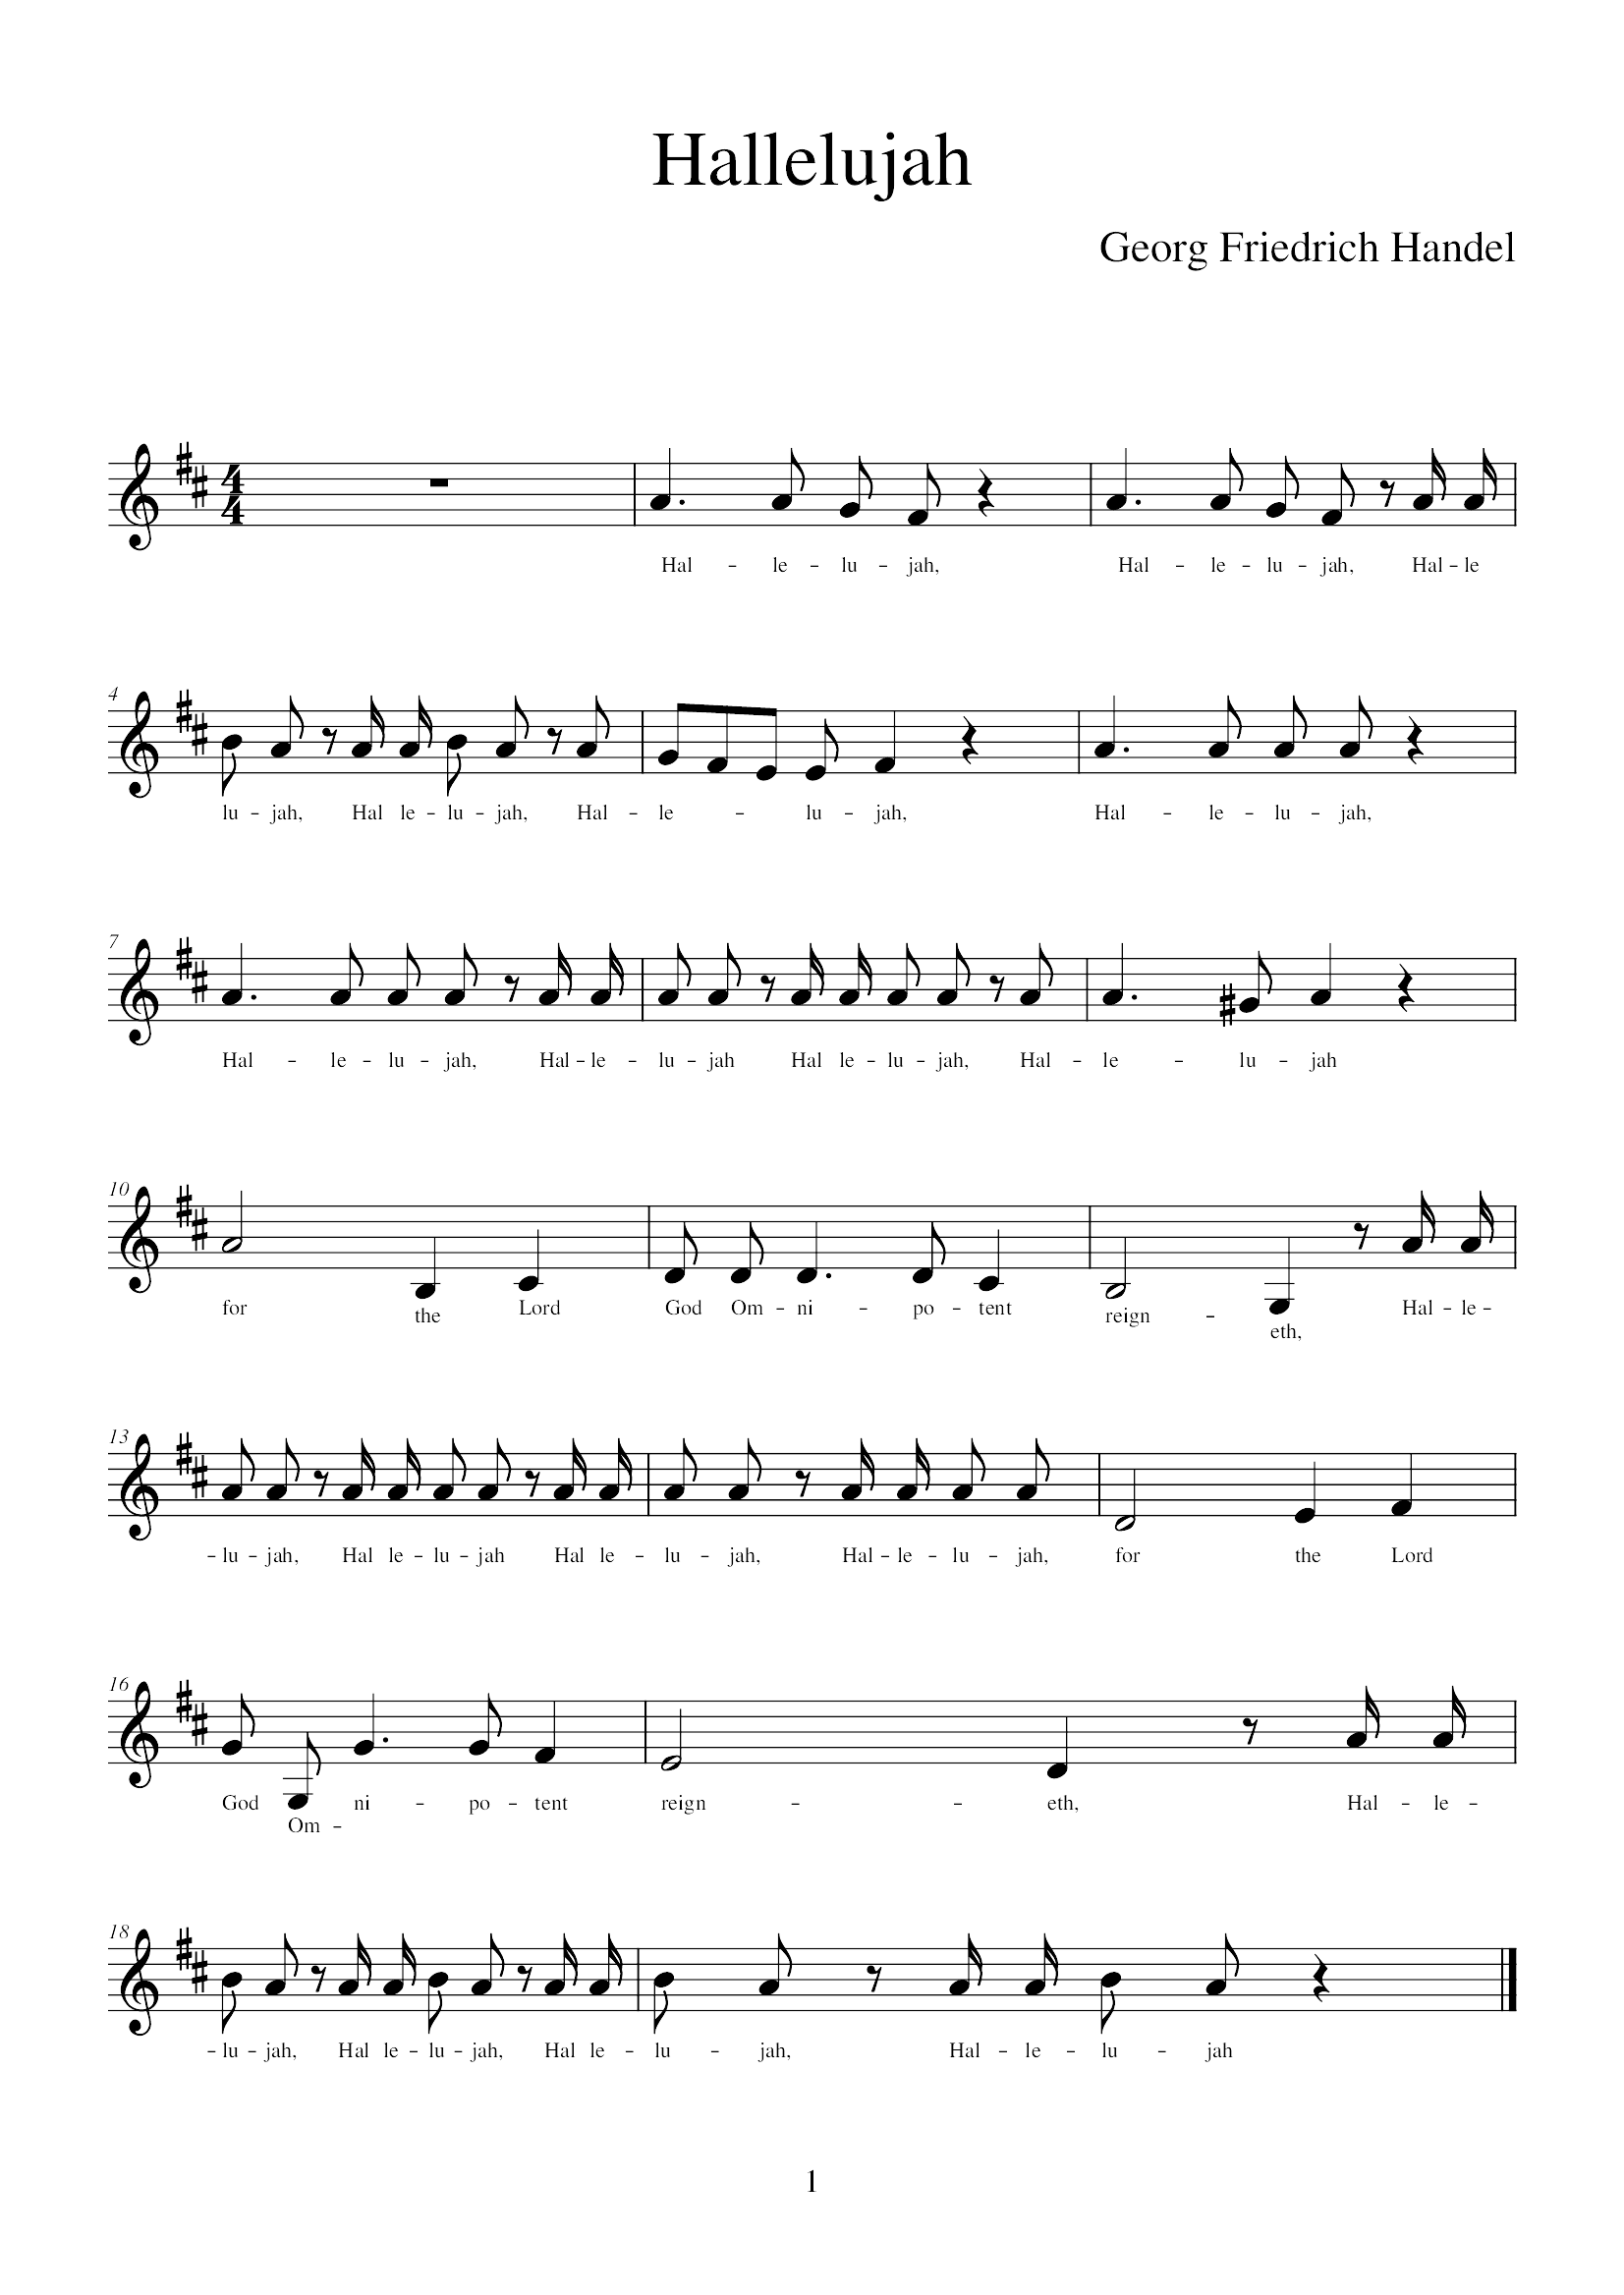 Hallelujah
Georg Friedrich Handel
4
4
Hal - le - lu - jah, Hal - le - lu - jah, Hal - le
4
lu - jah, Hal le - lu - jah, Hal - le - - lu - jah, Hal - le - lu - jah,
7
Hal - le - lu - jah, Hal - le - lu - jah Hal le - lu - jah, Hal - le - lu - jah
10
for the Lord God Om - ni - po - tent reign - eth, Hal - le -
13
- lu - jah, Hal le - lu - jah Hal le - lu - jah, Hal - le - lu - jah, for the Lord
16
God Om - ni - po - tent reign - - eth, Hal - le -
18
- lu - jah, Hal le - lu - jah, Hal le - lu - jah, Hal - le - lu - jah
1